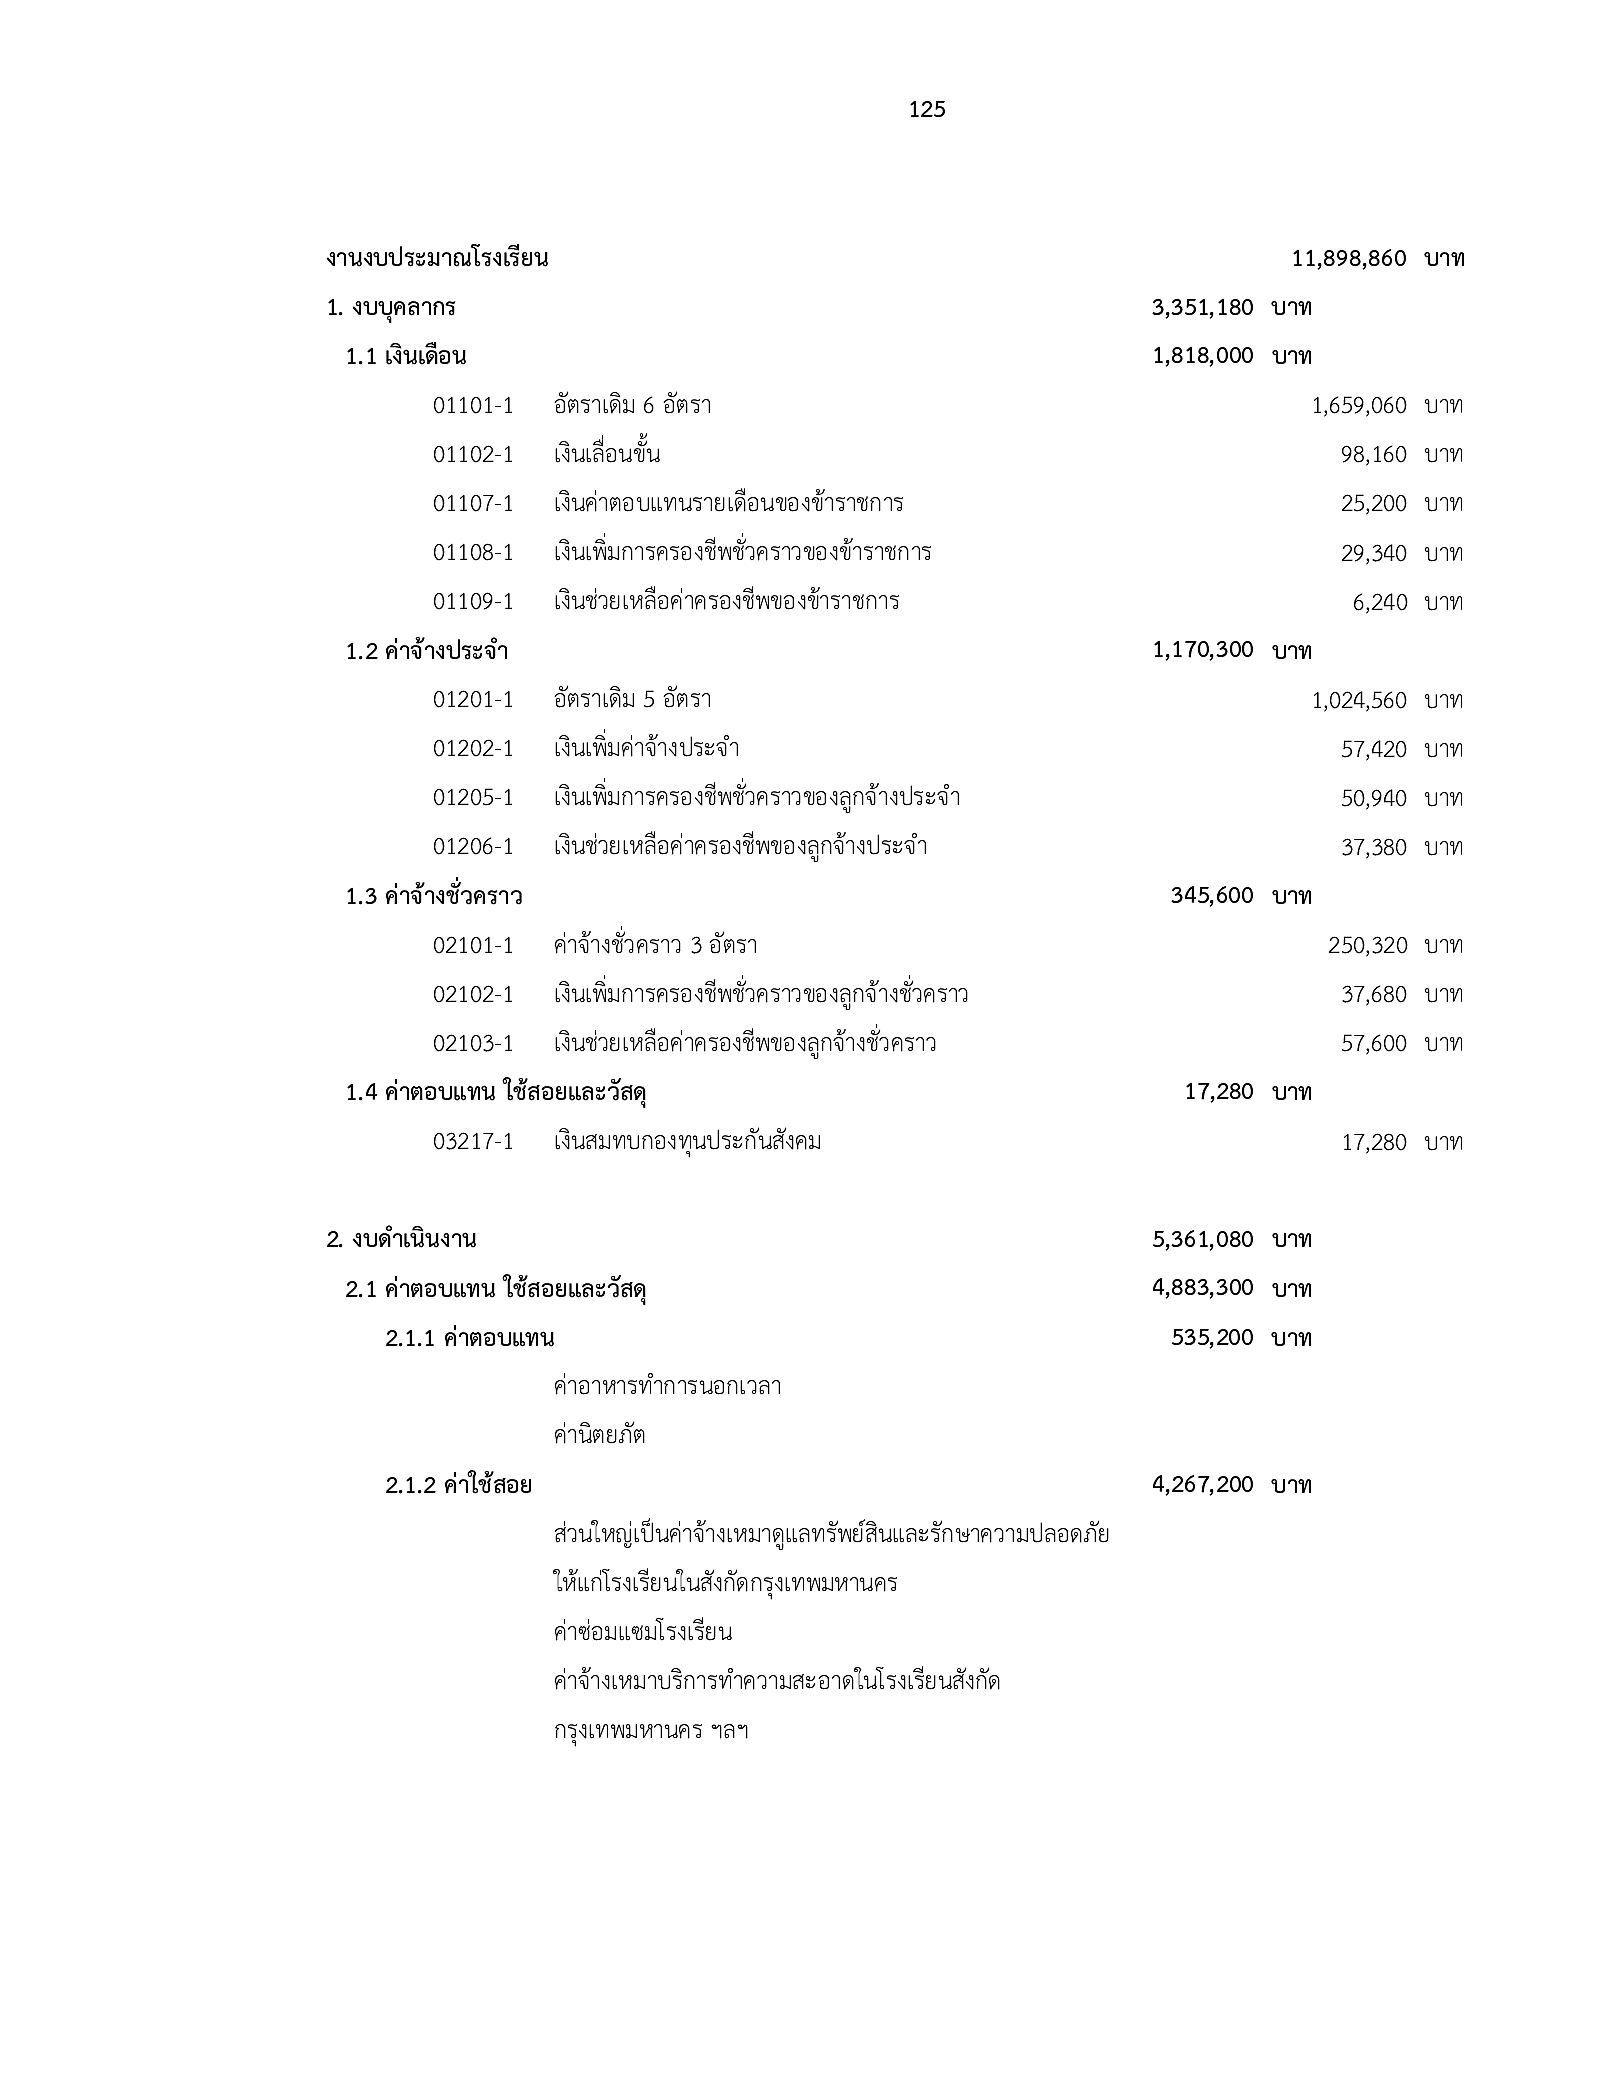 125
งานงบประมาณโรงเรียน 11,898,860 บาท
1. งบบุคลากร 3,351,180 บาท
1.1 เงินเดือน 1,818,000 บาท
01101-1 อัตราเดิม 6 อัตรา 1,659,060 บาท
01102-1 เงินเลื่อนขั้น 98,160 บาท
01107-1 เงินค่าตอบแทนรายเดือนของข้าราชการ 25,200 บาท
01108-1 เงินเพิ่มการครองชีพชั่วคราวของข้าราชการ 29,340 บาท
01109-1 เงินช่วยเหลือค่าครองชีพของข้าราชการ 6,240 บาท
1.2 ค่าจ้างประจำ 1,170,300 บาท
01201-1 อัตราเดิม 5 อัตรา 1,024,560 บาท
01202-1 เงินเพิ่มค่าจ้างประจำ 57,420 บาท
01205-1 เงินเพิ่มการครองชีพชั่วคราวของลูกจ้างประจำ 50,940 บาท
01206-1 เงินช่วยเหลือค่าครองชีพของลูกจ้างประจำ 37,380 บาท
1.3 ค่าจ้างชั่วคราว 345,600 บาท
02101-1 ค่าจ้างชั่วคราว 3 อัตรา 250,320 บาท
02102-1 เงินเพิ่มการครองชีพชั่วคราวของลูกจ้างชั่วคราว 37,680 บาท
02103-1 เงินช่วยเหลือค่าครองชีพของลูกจ้างชั่วคราว 57,600 บาท
1.4 ค่าตอบแทน ใช้สอยและวัสดุ 17,280 บาท
03217-1 เงินสมทบกองทุนประกันสังคม 17,280 บาท
2. งบดำเนินงาน 5,361,080 บาท
2.1 ค่าตอบแทน ใช้สอยและวัสดุ 4,883,300 บาท
2.1.1 ค่าตอบแทน 535,200 บาท
ค่าอาหารทำการนอกเวลา
ค่านิตยภัต
2.1.2 ค่าใช้สอย 4,267,200 บาท
ส่วนใหญ่เป็นค่าจ้างเหมาดูแลทรัพย์สินและรักษาความปลอดภัย
ให้แก่โรงเรียนในสังกัดกรุงเทพมหานคร
ค่าซ่อมแซมโรงเรียน
ค่าจ้างเหมาบริการทำความสะอาดในโรงเรียนสังกัด
กรุงเทพมหานคร ฯลฯ